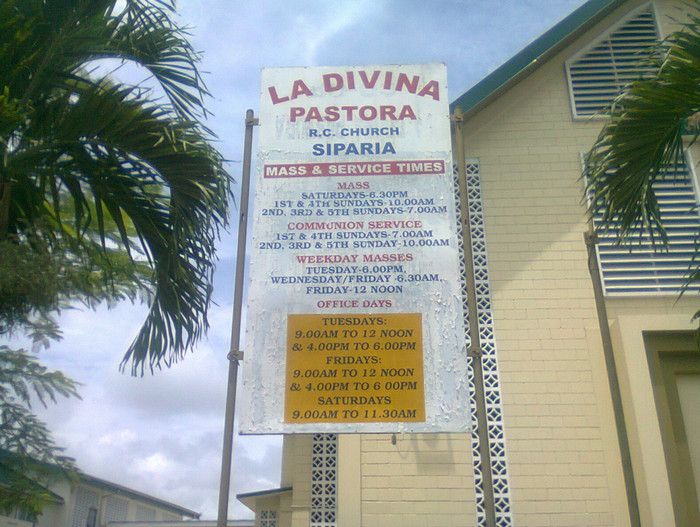 LA DIVINA
PASTORA
R.C. CHURCH
SIPARIA
MASS & SERVICE TIMES
MASS
SATURDAYS-6.30PM
1ST & 4TH SUNDAYS-10.00AM
2ND, 3RD & 5TH SUNDAYS-7.00AM
COMMUNION SERVICE
1ST & 4TH SUNDAYS-7.00AM
2ND, 3RD & 5TH SUNDAY-10.00AM
WEEKDAY MASSES
TUESDAY-6.00PM,
WEDNESDAY/FRIDAY -6.30AM,
FRIDAY-12 NOON
OFFICE DAYS
TUESDAYS:
9.00AM TO 12 NOON
& 4.00PM TO 6.00PM
FRIDAYS:
9.00AM TO 12 NOON
& 4.00PM TO 6 00PM
SATURDAYS
9.00AM TO 11.30AM